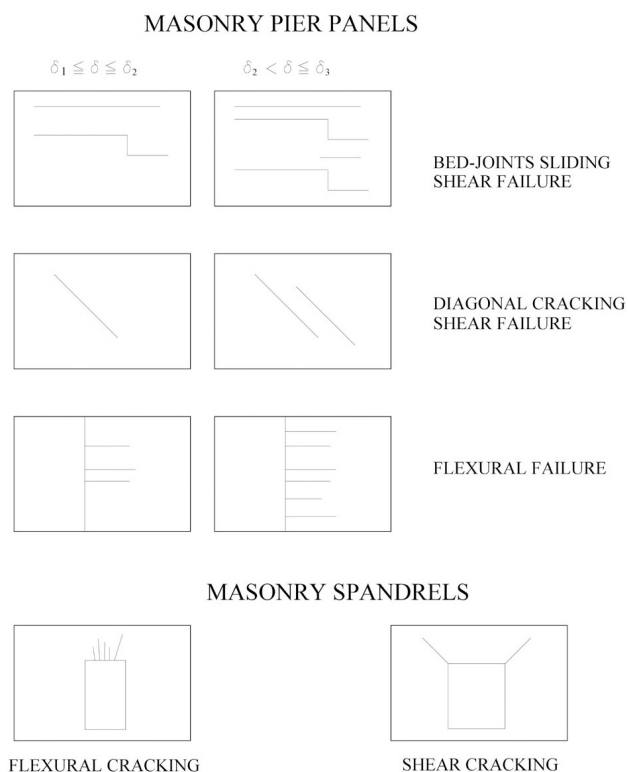 MASONRY PIER PANELS
δ₁ ≦ δ ≦ δ₂
δ₂ < δ ≦ δ₃
BED-JOINTS SLIDING
SHEAR FAILURE
DIAGONAL CRACKING
SHEAR FAILURE
FLEXURAL FAILURE
MASONRY SPANDRELS
FLEXURAL CRACKING
SHEAR CRACKING